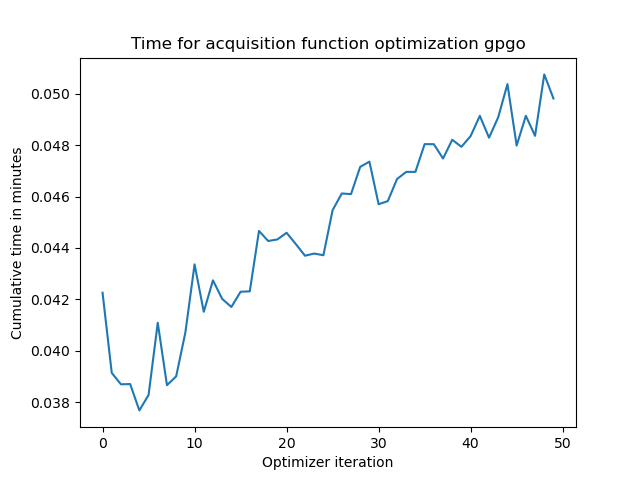 Time for acquisition function optimization gpgo
Cumulative time in minutes
0.050
0.048
0.046
0.044
0.042
0.040
0.038
0 10 20 30 40 50
Optimizer iteration